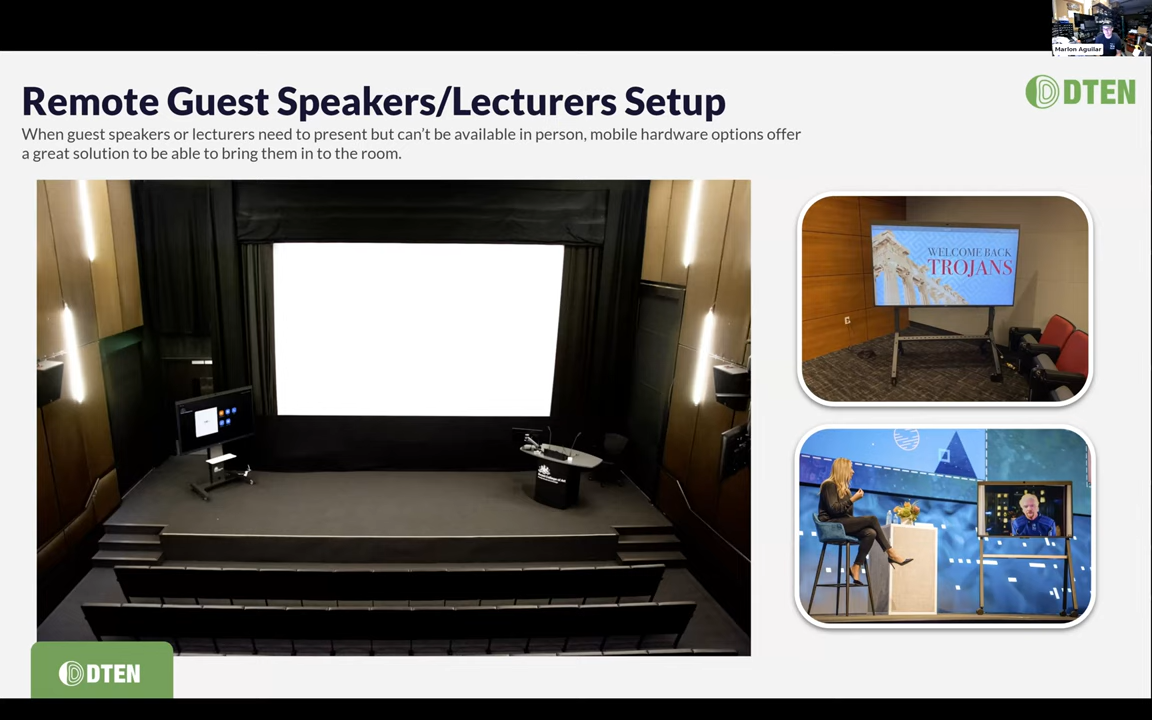 Marlon Aguilar
Remote Guest Speakers/Lecturers Setup
When guest speakers or lecturers need to present but can't be available in person, mobile hardware options offer
a great solution to be able to bring them in to the room.
DTEN
WELCOME BACK
TROJANS
DTEN